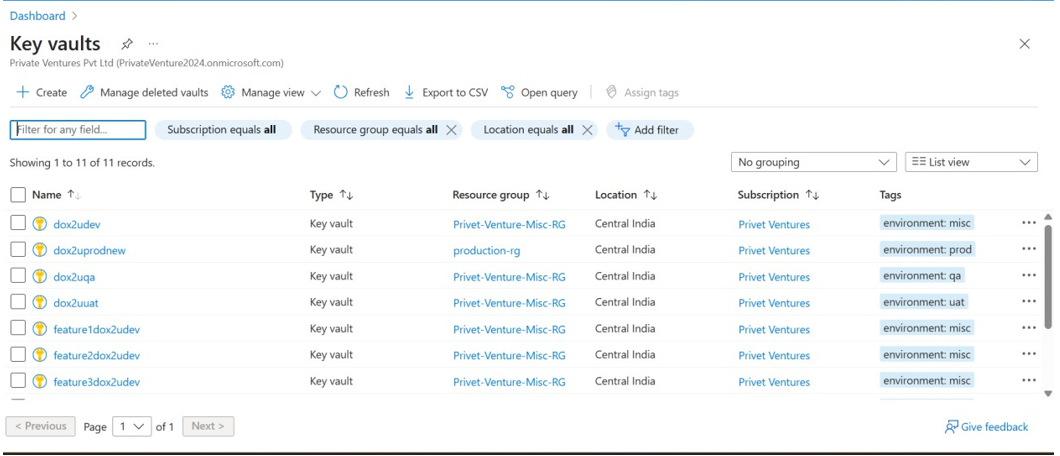 Dashboard >
Key vaults ...
Private Ventures Pvt Ltd (PrivateVenture2024.onmicrosoft.com)
Create Manage deleted vaults Manage view Refresh Export to CSV Open query Assign tags
Filter for any field... Subscription equals all Resource group equals all Location equals all Add filter
Showing 1 to 11 of 11 records.
No grouping List view
Name Type Resource group Location Subscription Tags
dox2udev Key vault Privet-Venture-Misc-RG Central India Privet Ventures environment: misc
dox2uprodnew Key vault production-rg Central India Privet Ventures environment: prod
dox2uqa Key vault Privet-Venture-Misc-RG Central India Privet Ventures environment: qa
dox2uuat Key vault Privet-Venture-Misc-RG Central India Privet Ventures environment: uat
feature1dox2udev Key vault Privet-Venture-Misc-RG Central India Privet Ventures environment: misc
feature2dox2udev Key vault Privet-Venture-Misc-RG Central India Privet Ventures environment: misc
feature3dox2udev Key vault Privet-Venture-Misc-RG Central India Privet Ventures environment: misc
< Previous Page 1 of 1 Next > Give feedback